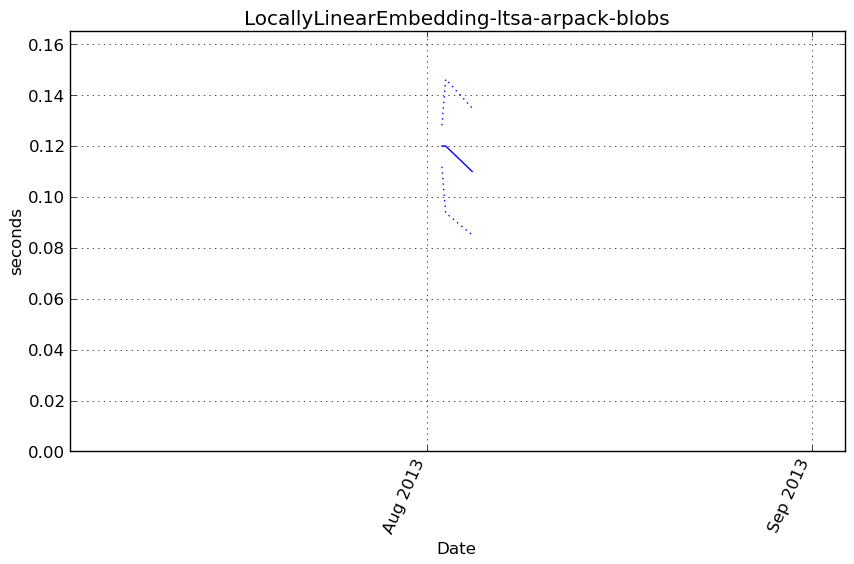 LocallyLinearEmbedding-ltsa-arpack-blobs
0.16
0.14
0.12
0.10
0.08
0.06
0.04
0.02
0.00
seconds
Aug 2013
Sep 2013
Date